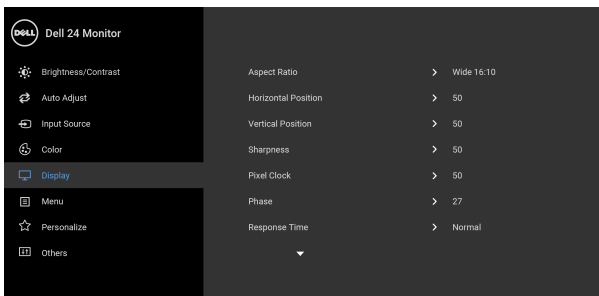 DELL Dell 24 Monitor
Brightness/Contrast
Auto Adjust
Input Source
Color
Display
Menu
Personalize
Others
Aspect Ratio Wide 16:10
Horizontal Position 50
Vertical Position 50
Sharpness 50
Pixel Clock 50
Phase 27
Response Time Normal